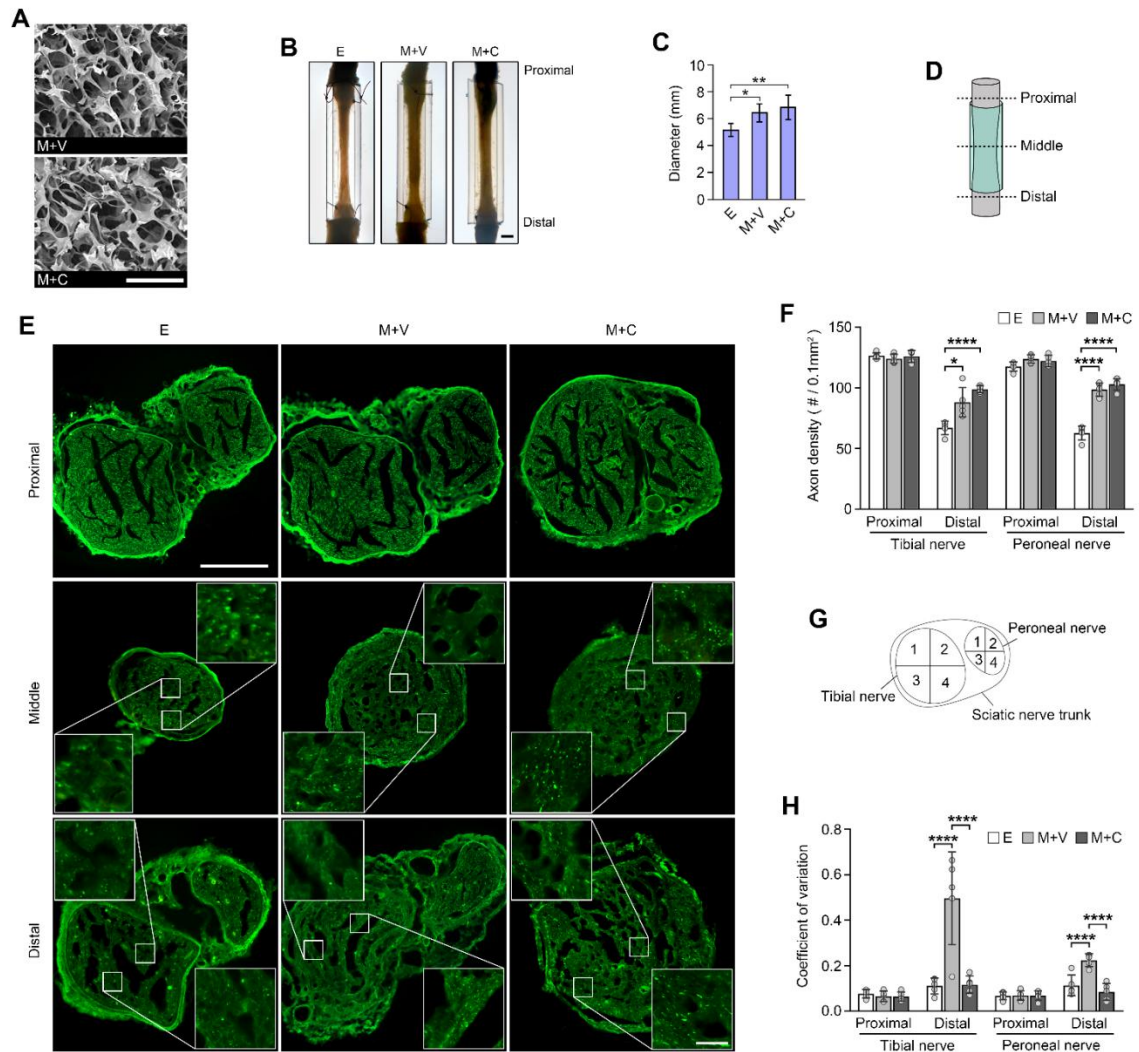 A
M+V
M+C
B
E M+V M+C
Proximal
Distal
C
Diameter (mm)
10
8
6
4
2
0
*
**
E
M+V
M+C
D
Proximal
Middle
Distal
E
E M+V M+C
Proximal
Middle
Distal
F
E M+V M+C
Axon density ( # / 0.1mm²)
150
100
50
0
****
*
****
****
Proximal Distal Proximal Distal
Tibial nerve Peroneal nerve
G
1 2
3 4
1 2
3 4
Peroneal nerve
Tibial nerve
Sciatic nerve trunk
H
E M+V M+C
Coefficient of variation
0.8
0.6
0.4
0.2
0.0
****
****
****
****
Proximal Distal Proximal Distal
Tibial nerve Peroneal nerve